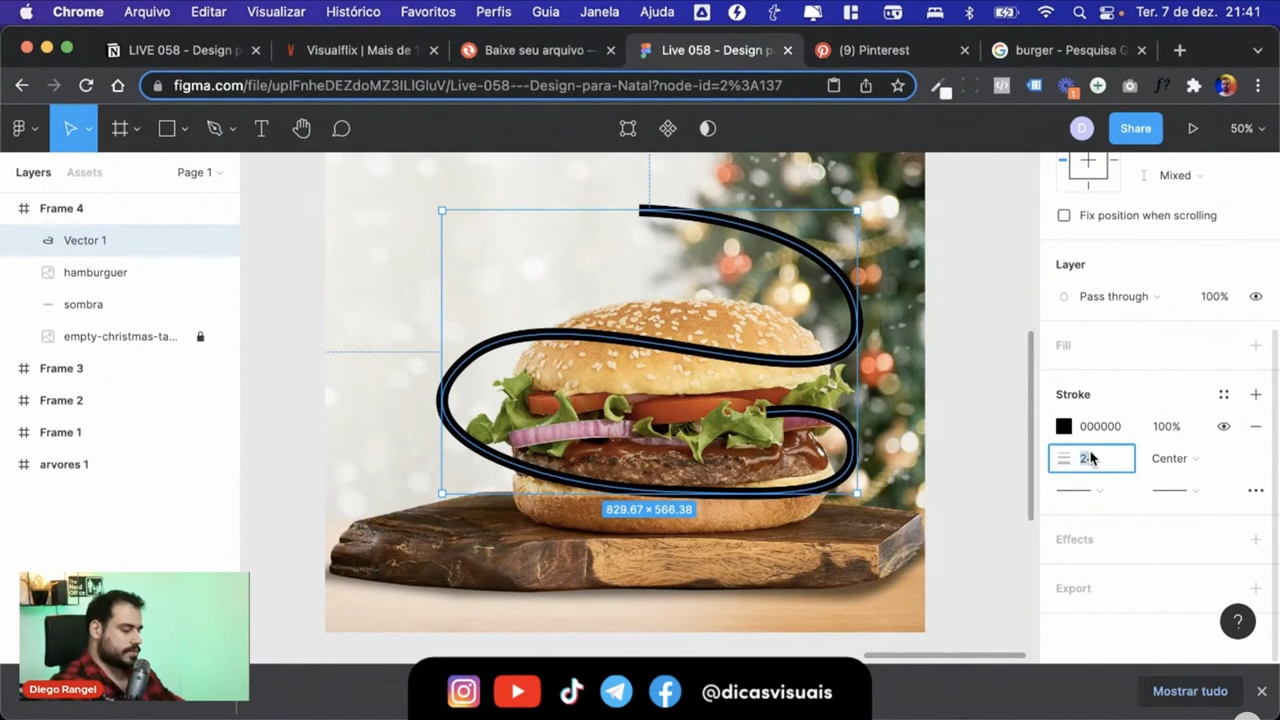 Chrome Arquivo Editar Visualizar Histórico Favoritos Perfis Guia Janela Ajuda Ter. 7 de dez. 21:41
LIVE 058 - Design p
Visualflix | Mais de
Baixe seu arquivo —
Live 058 - Design p
(9) Pinterest
burger - Pesquisa G
figma.com/file/upIFnheDEZdoMZ3ILlGluV/Live-058---Design-para-Natal?node-id=2%3A137
D
Share
50%
Layers
Assets
Page 1
Frame 4
Vector 1
hamburguer
sombra
empty-christmas-ta...
Frame 3
Frame 2
Frame 1
arvores 1
829.67 × 566.38
Mixed
Fix position when scrolling
Layer
Pass through
100%
Fill
Stroke
000000
100%
Center
Effects
Export
?
Diego Rangel
@dicasvisuais
Mostrar tudo